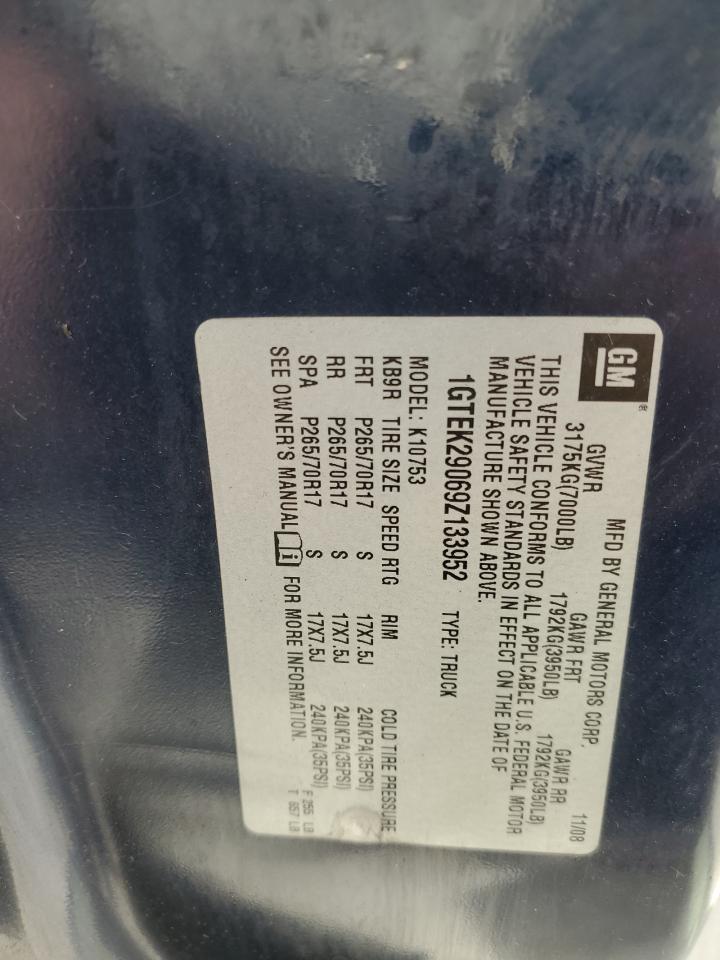 GM
MFD BY GENERAL MOTORS CORP. 11/08
GVWR GAWR FRT GAWR RR
3175KG(7000LB) 1792KG(3950LB) 1792KG(3950LB)
THIS VEHICLE CONFORMS TO ALL APPLICABLE U.S. FEDERAL MOTOR
VEHICLE SAFETY STANDARDS IN EFFECT ON THE DATE OF
MANUFACTURE SHOWN ABOVE.
1GTEK29069Z133952 TYPE: TRUCK
MODEL: K10753
KB9R TIRE SIZE SPEED RTG RIM COLD TIRE PRESSURE
FRT P265/70R17 S 17X7.5J 240KPA(35PSI)
RR P265/70R17 S 17X7.5J 240KPA(35PSI)
SPA P265/70R17 S 17X7.5J 240KPA(35PSI)
SEE OWNER'S MANUAL i FOR MORE INFORMATION.
F 255 LB
T 657 LB